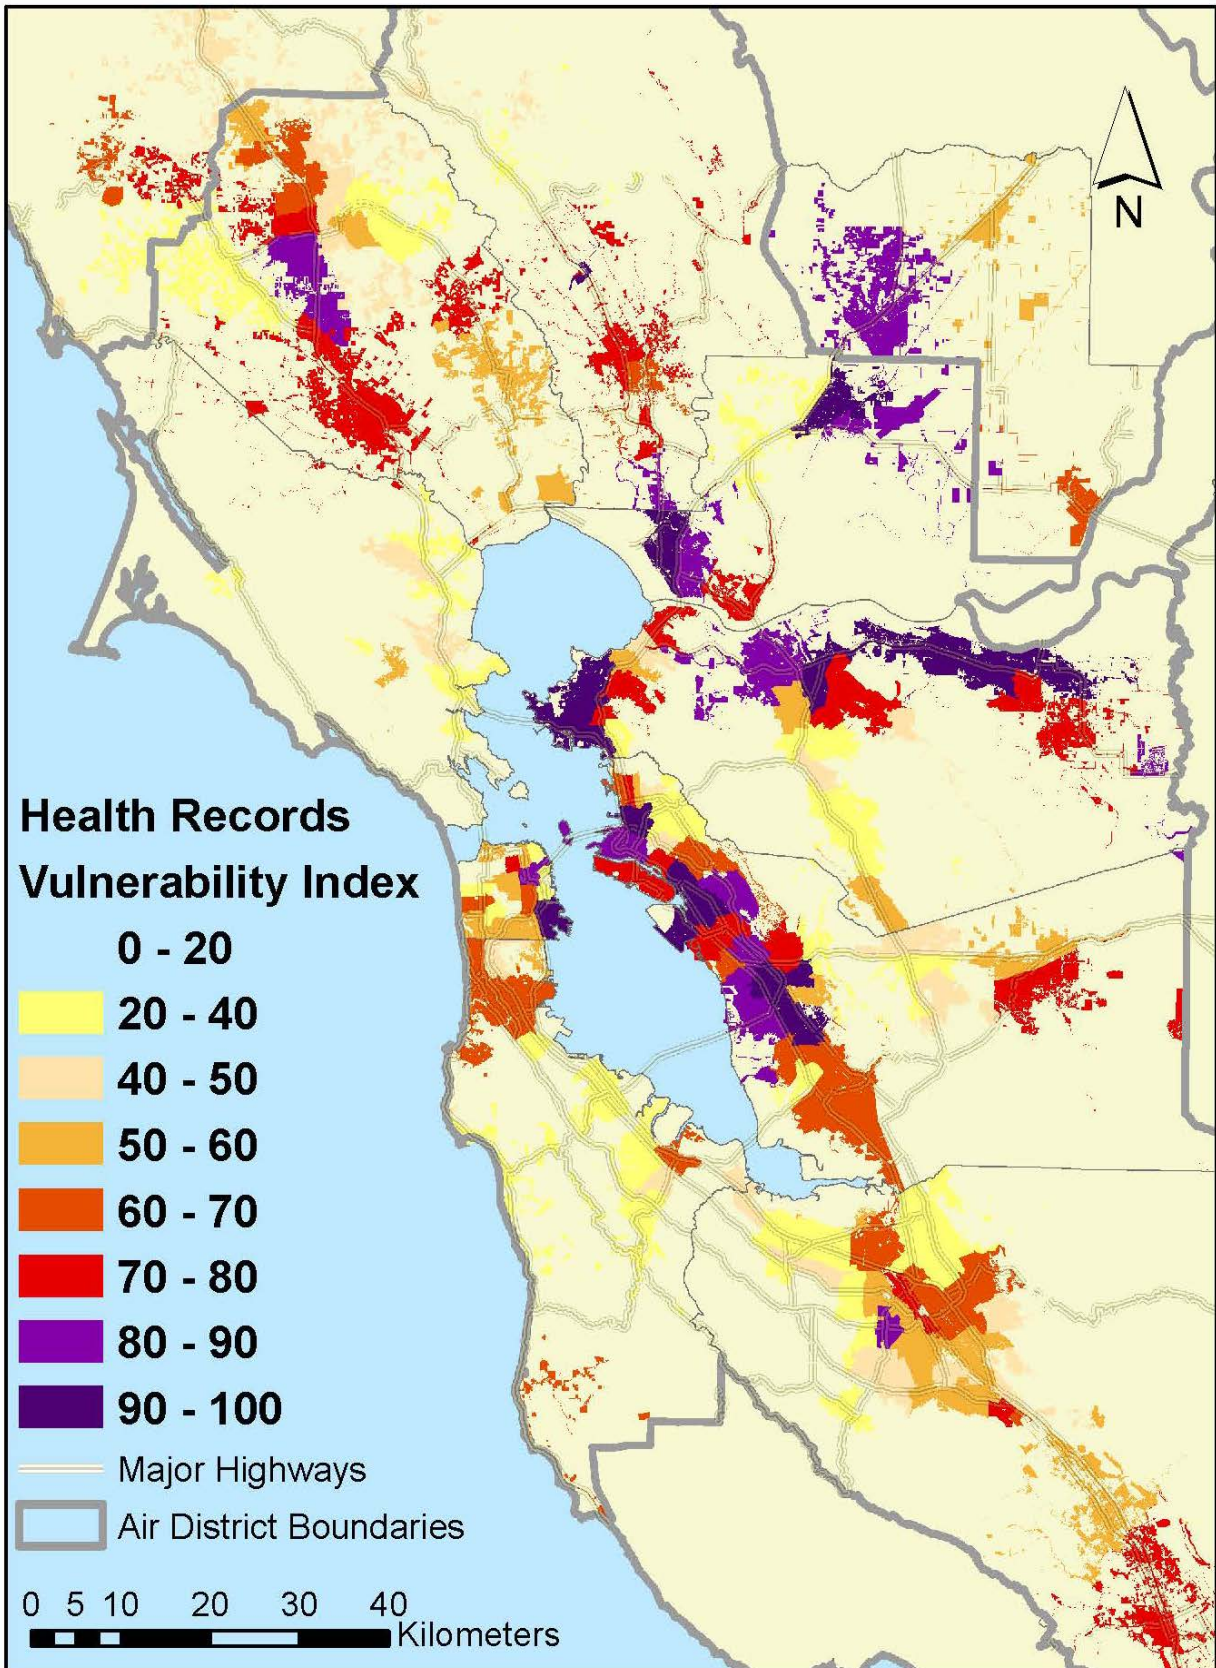 N
Health Records
Vulnerability Index
0 - 20
20 - 40
40 - 50
50 - 60
60 - 70
70 - 80
80 - 90
90 - 100
Major Highways
Air District Boundaries
0 5 10 20 30 40
Kilometers